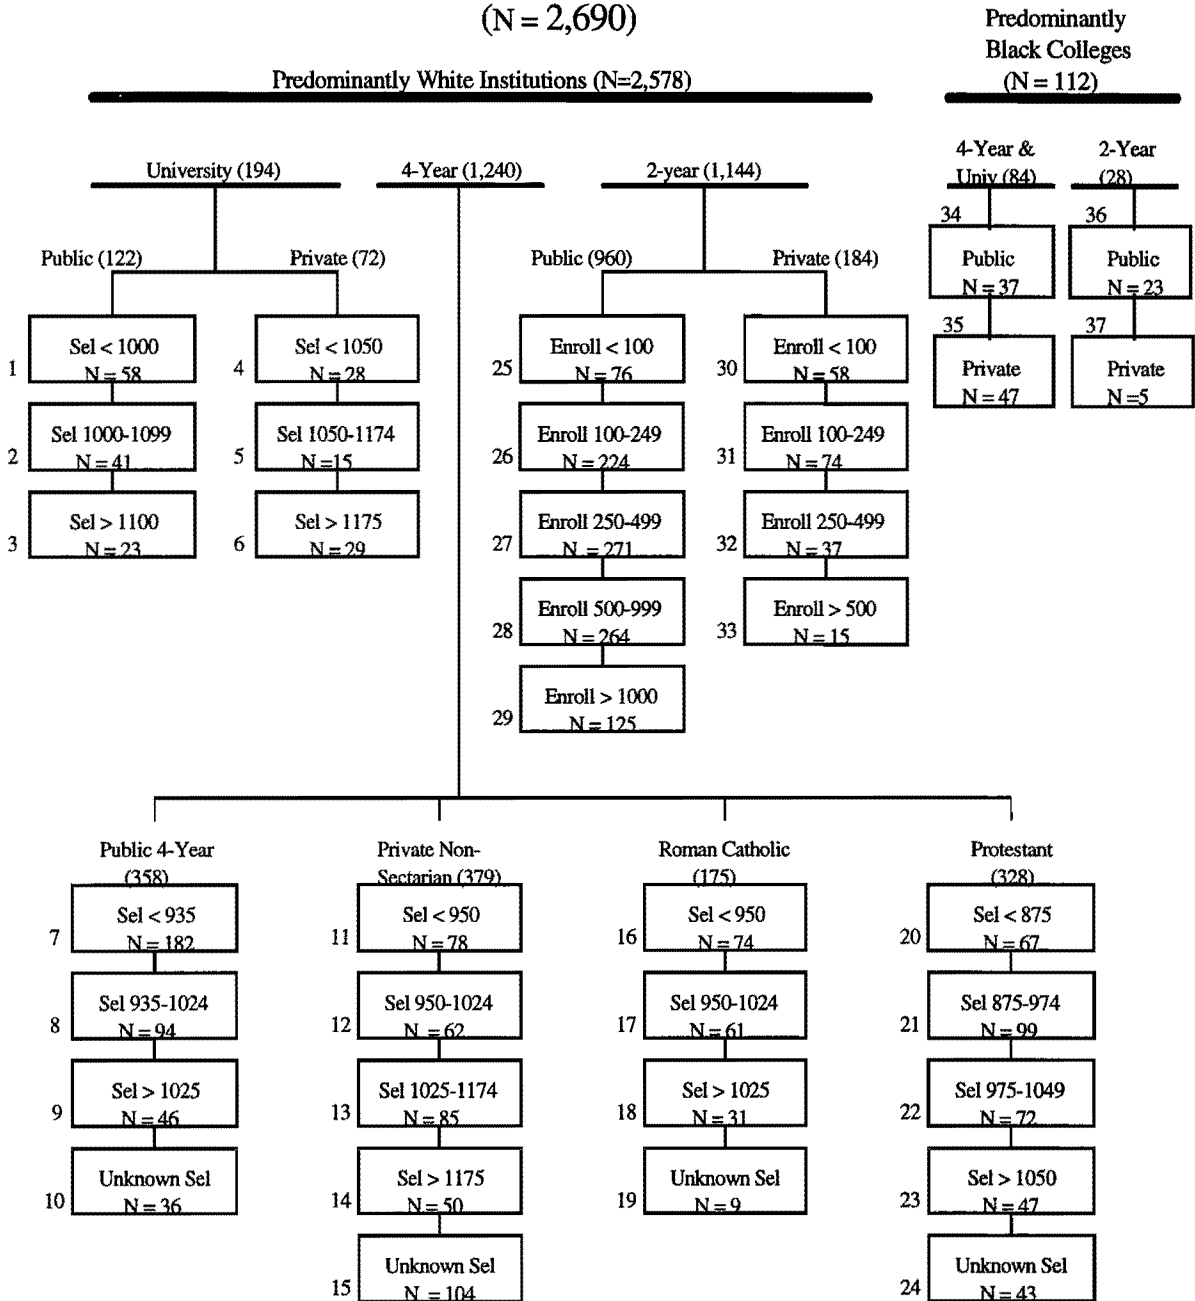 (N = 2,690)
Predominantly
Black Colleges
(N = 112)
Predominantly White Institutions (N=2,578)
University (194)
4-Year (1,240)
2-year (1,144)
4-Year &
Univ (84)
2-Year
(28)
Public (122)
Private (72)
Public (960)
Private (184)
34
Public
N = 37
35
Private
N = 47
36
Public
N = 23
37
Private
N =5
1
Sel < 1000
N = 58
2
Sel 1000-1099
N = 41
3
Sel > 1100
N = 23
4
Sel < 1050
N = 28
5
Sel 1050-1174
N =15
6
Sel > 1175
N = 29
25
Enroll < 100
N = 76
26
Enroll 100-249
N = 224
27
Enroll 250-499
N = 271
28
Enroll 500-999
N = 264
29
Enroll > 1000
N = 125
30
Enroll < 100
N = 58
31
Enroll 100-249
N = 74
32
Enroll 250-499
N = 37
33
Enroll > 500
N = 15
Public 4-Year
(358)
7
Sel < 935
N = 182
8
Sel 935-1024
N = 94
9
Sel > 1025
N = 46
10
Unknown Sel
N = 36
Private Non-
Sectarian (379)
11
Sel < 950
N = 78
12
Sel 950-1024
N = 62
13
Sel 1025-1174
N = 85
14
Sel > 1175
N = 50
15
Unknown Sel
N = 104
Roman Catholic
(175)
16
Sel < 950
N = 74
17
Sel 950-1024
N = 61
18
Sel > 1025
N = 31
19
Unknown Sel
N = 9
Protestant
(328)
20
Sel < 875
N = 67
21
Sel 875-974
N = 99
22
Sel 975-1049
N = 72
23
Sel > 1050
N = 47
24
Unknown Sel
N = 43